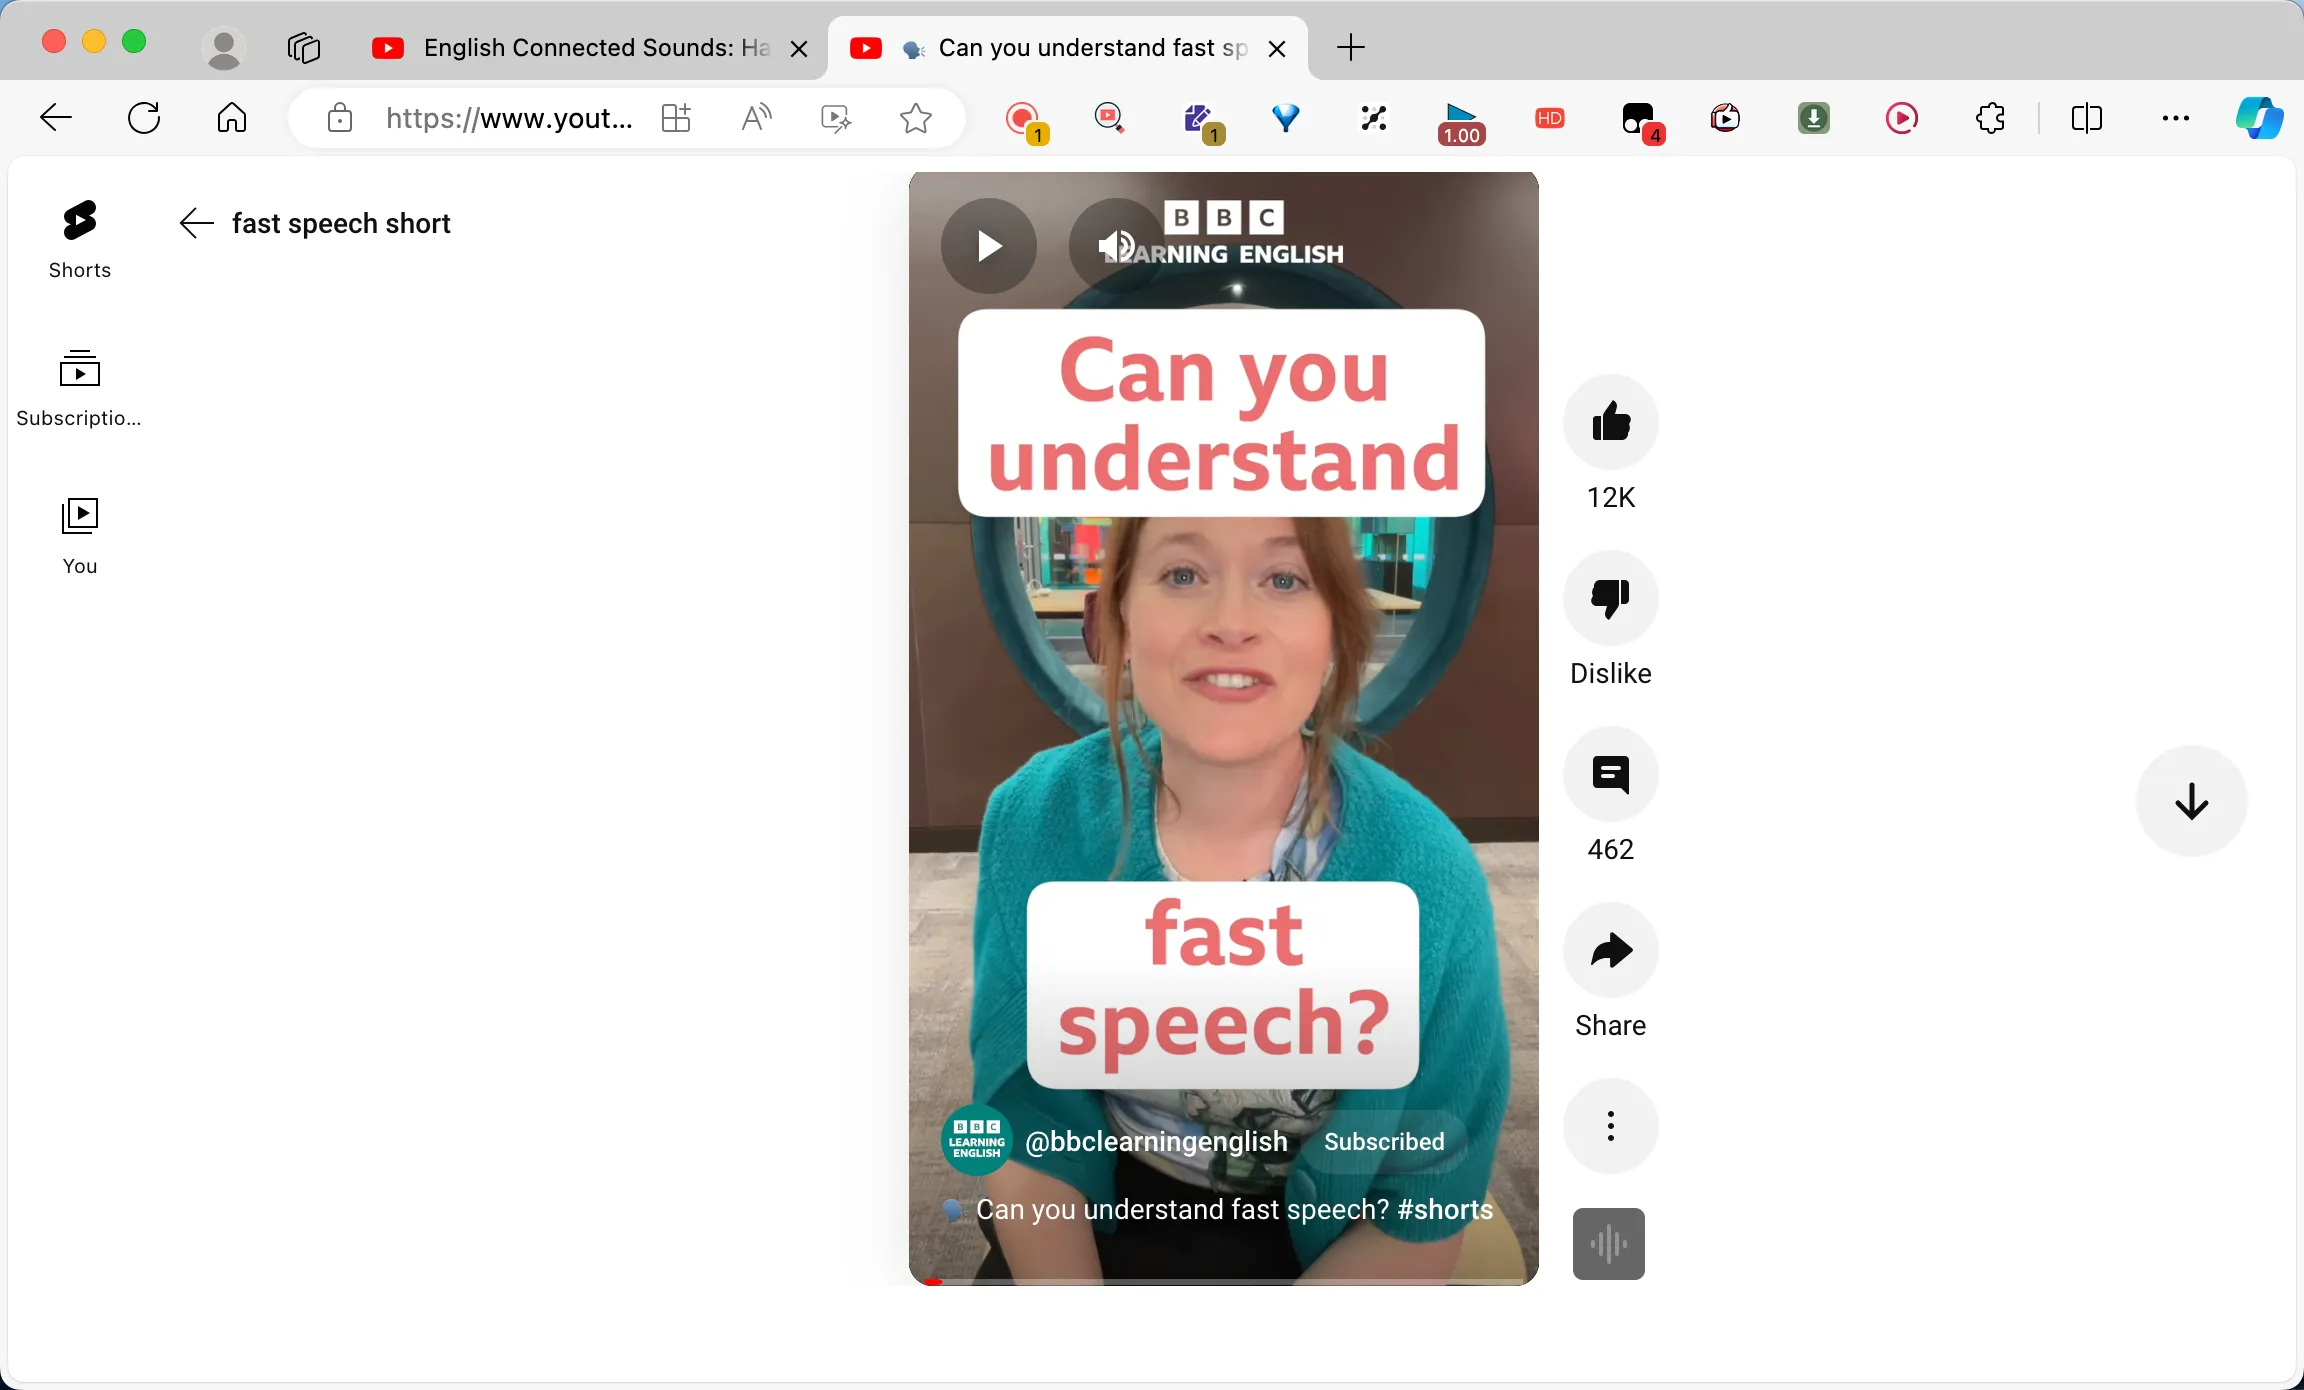 English Connected Sounds: Ha
Can you understand fast sp
https://www.yout...
1
1
1.00
HD
4
Shorts
Subscriptio...
You
fast speech short
BBC
LEARNING ENGLISH
Can you
understand
fast
speech?
BBC
LEARNING
ENGLISH
@bbclearningenglish
Subscribed
Can you understand fast speech? #shorts
12K
Dislike
462
Share